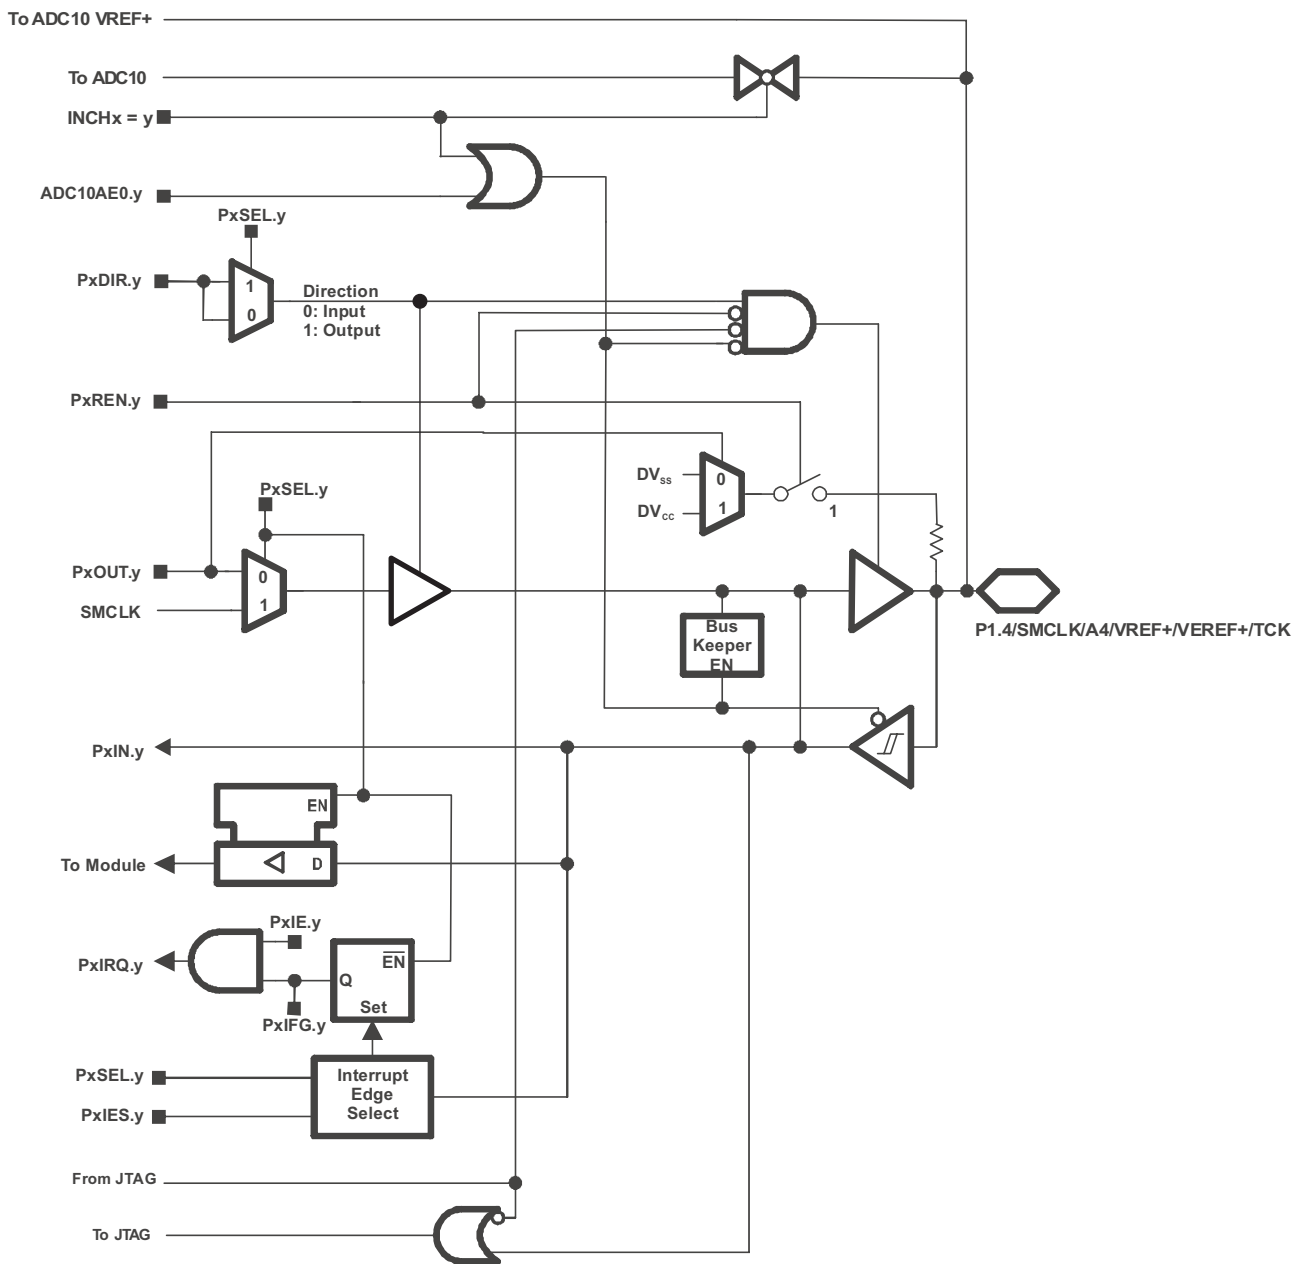 To ADC10 VREF+
To ADC10
INCHx = y
ADC10AE0.y
PxSEL.y
PxDIR.y
1
0
Direction
0: Input
1: Output
PxREN.y
DVss
0
DVcc
1
1
PxSEL.y
PxOUT.y
0
SMCLK
1
Bus
Keeper
EN
P1.4/SMCLK/A4/VREF+/VEREF+/TCK
PxIN.y
EN
To Module
D
PxIE.y
PxIRQ.y
EN
Q
Set
PxIFG.y
PxSEL.y
PxIES.y
Interrupt
Edge
Select
From JTAG
To JTAG